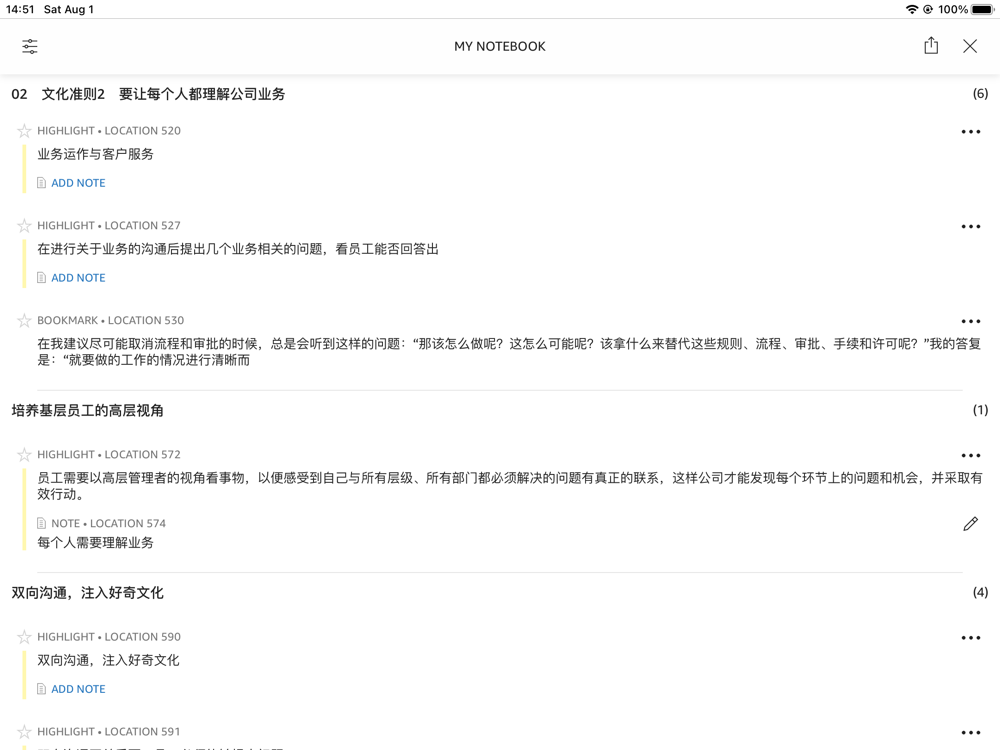 14:51 Sat Aug 1 100%
MY NOTEBOOK
02 文化准则2 要让每个人都理解公司业务 (6)
HIGHLIGHT • LOCATION 520
业务运作与客户服务
ADD NOTE
HIGHLIGHT • LOCATION 527
在进行关于业务的沟通后提出几个业务相关的问题，看员工能否回答出
ADD NOTE
BOOKMARK • LOCATION 530
在我建议尽可能取消流程和审批的时候，总是会听到这样的问题：“那该怎么做呢？这怎么可能呢？该拿什么来替代这些规则、流程、审批、手续和许可呢？”我的答复
是：“就要做的工作的情况进行清晰而
培养基层员工的高层视角 (1)
HIGHLIGHT • LOCATION 572
员工需要以高层管理者的视角看事物，以便感受到自己与所有层级、所有部门都必须解决的问题有真正的联系，这样公司才能发现每个环节上的问题和机会，并采取有
效行动。
NOTE • LOCATION 574
每个人需要理解业务
双向沟通，注入好奇文化 (4)
HIGHLIGHT • LOCATION 590
双向沟通，注入好奇文化
ADD NOTE
HIGHLIGHT • LOCATION 591